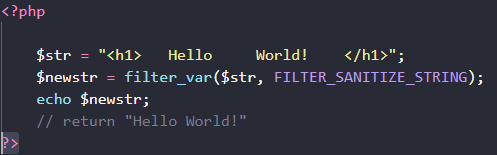 <?php
$str = "<h1>   Hello     World!    </h1>";
$newstr = filter_var($str, FILTER_SANITIZE_STRING);
echo $newstr;
// return "Hello World!"
?>